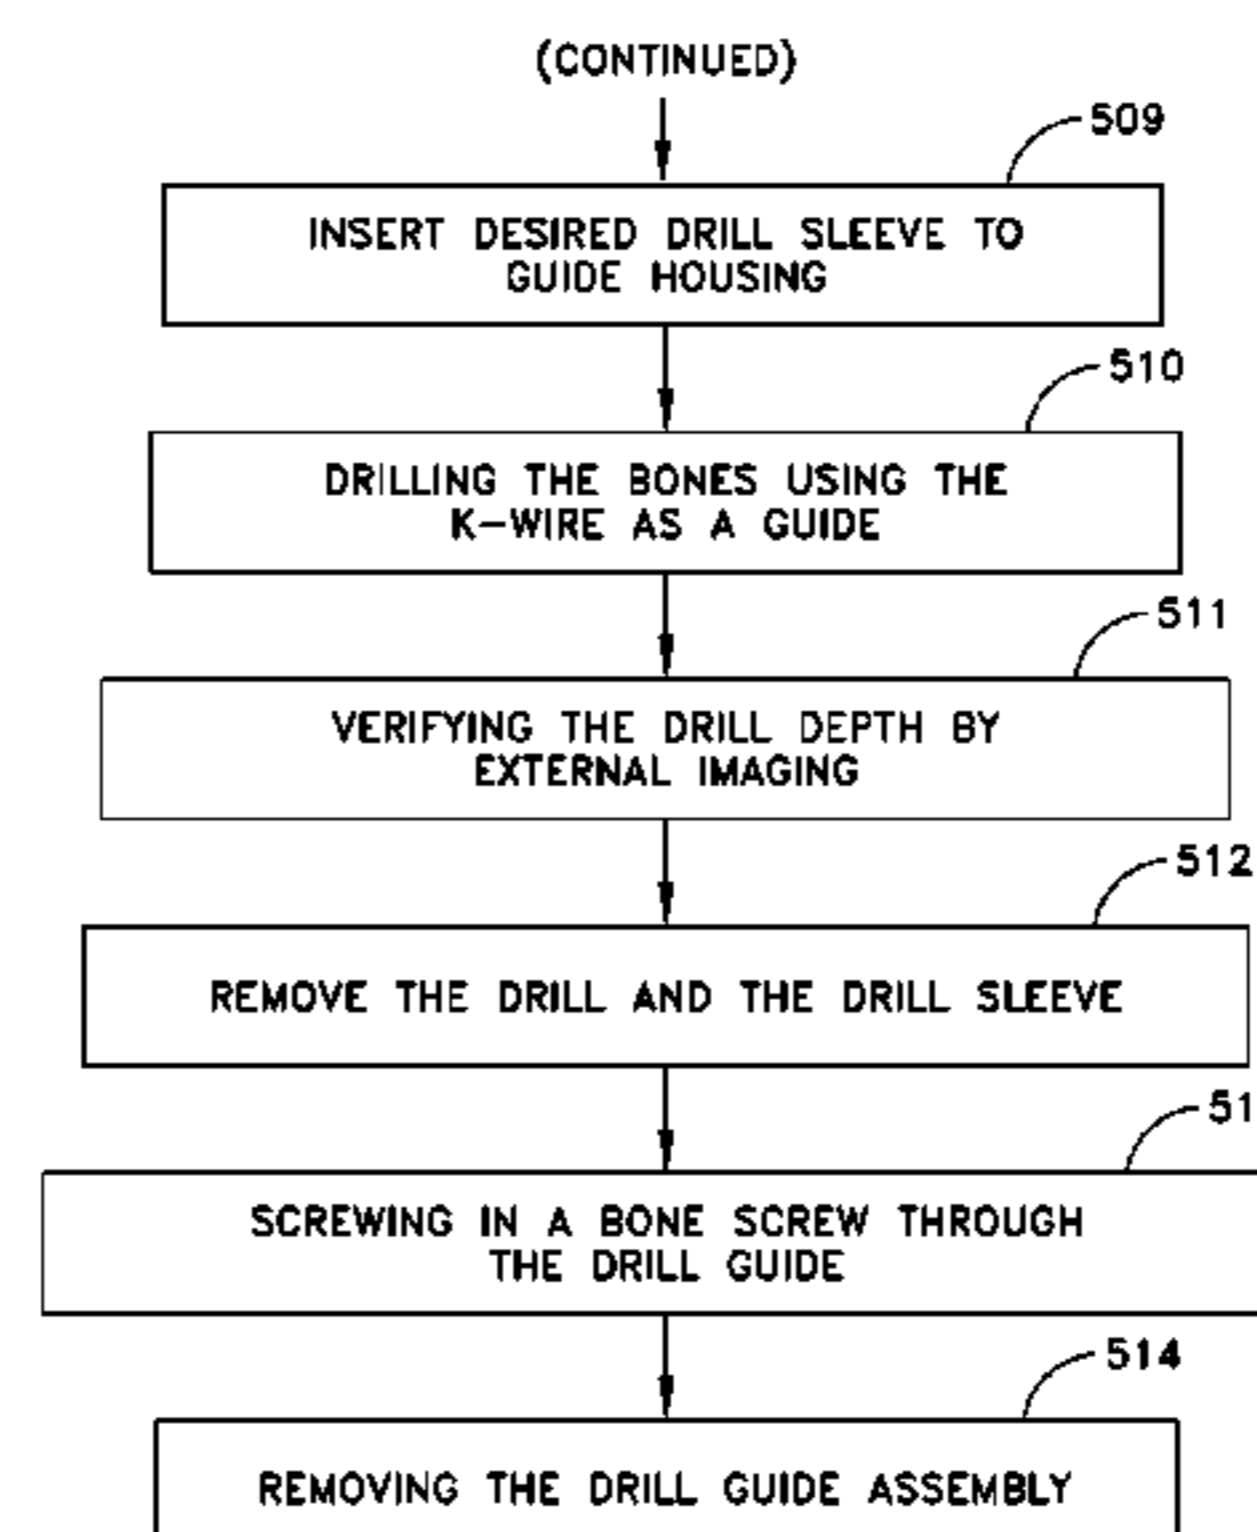 (CONTINUED)
509
INSERT DESIRED DRILL SLEEVE TO
GUIDE HOUSING
510
DRILLING THE BONES USING THE
K-WIRE AS A GUIDE
511
VERIFYING THE DRILL DEPTH BY
EXTERNAL IMAGING
512
REMOVE THE DRILL AND THE DRILL SLEEVE
51
SCREWING IN A BONE SCREW THROUGH
THE DRILL GUIDE
514
REMOVING THE DRILL GUIDE ASSEMBLY